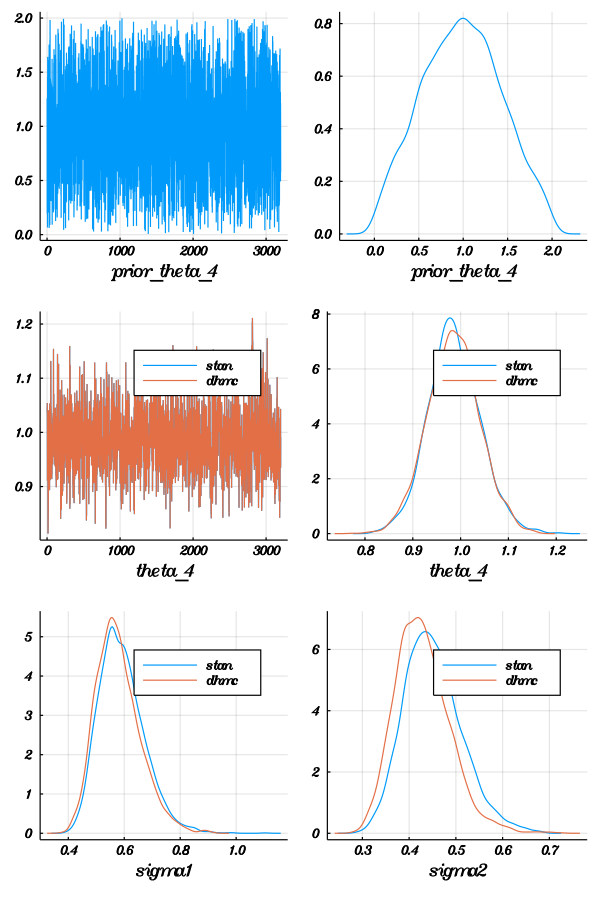 2.0
1.5
1.0
0.5
0.0
0 1000 2000 3000
prior_theta_4
0.8
0.6
0.4
0.2
0.0
0.0 0.5 1.0 1.5 2.0
prior_theta_4
1.2
1.1
1.0
0.9
stan
dhmc
0 1000 2000 3000
theta_4
8
6
4
2
0
stan
dhmc
0.8 0.9 1.0 1.1 1.2
theta_4
5
4
3
2
1
0
stan
dhmc
0.4 0.6 0.8 1.0
sigma1
6
4
2
0
stan
dhmc
0.3 0.4 0.5 0.6 0.7
sigma2